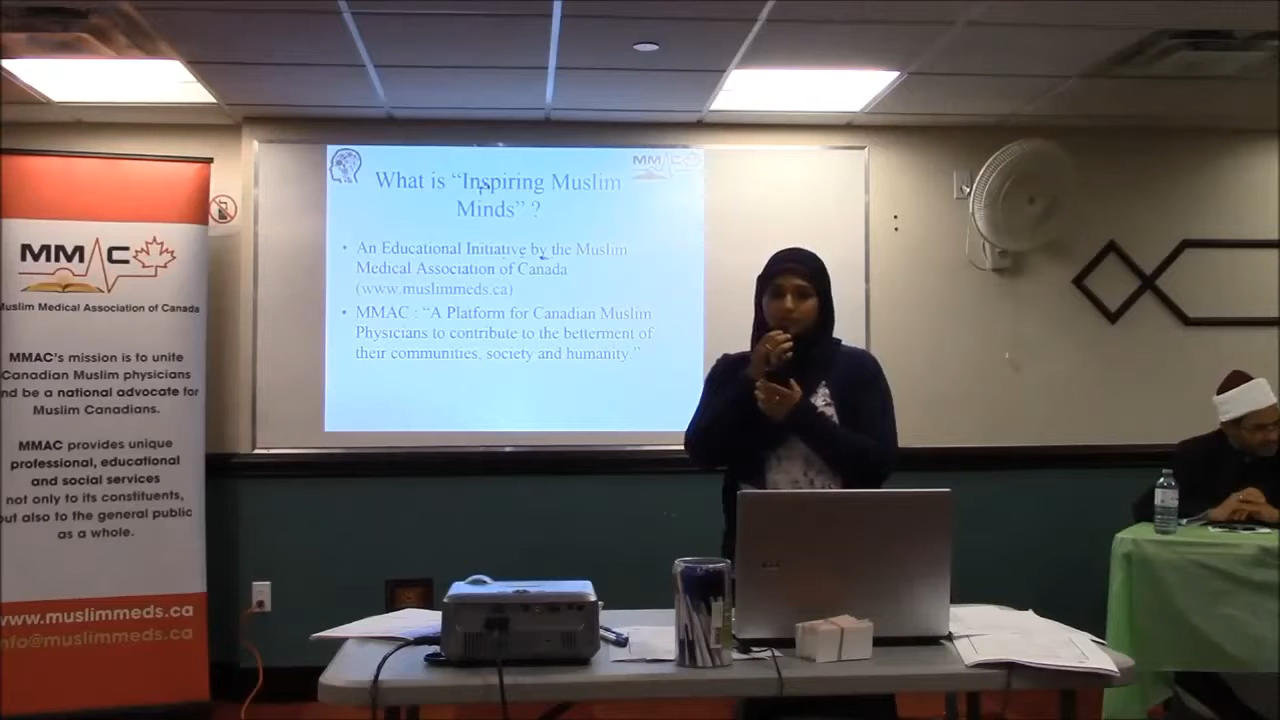 MMAC
Muslim Medical Association of Canada
MMAC's mission is to unite
Canadian Muslim physicians
and be a national advocate for
Muslim Canadians.
MMAC provides unique
professional, educational
and social services
not only to its constituents,
but also to the general public
as a whole.
www.muslimmeds.ca
info@muslimmeds.ca
MMAC
What is “Inspiring Muslim
Minds” ?
• An Educational Initiative by the Muslim
Medical Association of Canada
(www.muslimmeds.ca)
• MMAC : “A Platform for Canadian Muslim
Physicians to contribute to the betterment of
their communities, society and humanity.”